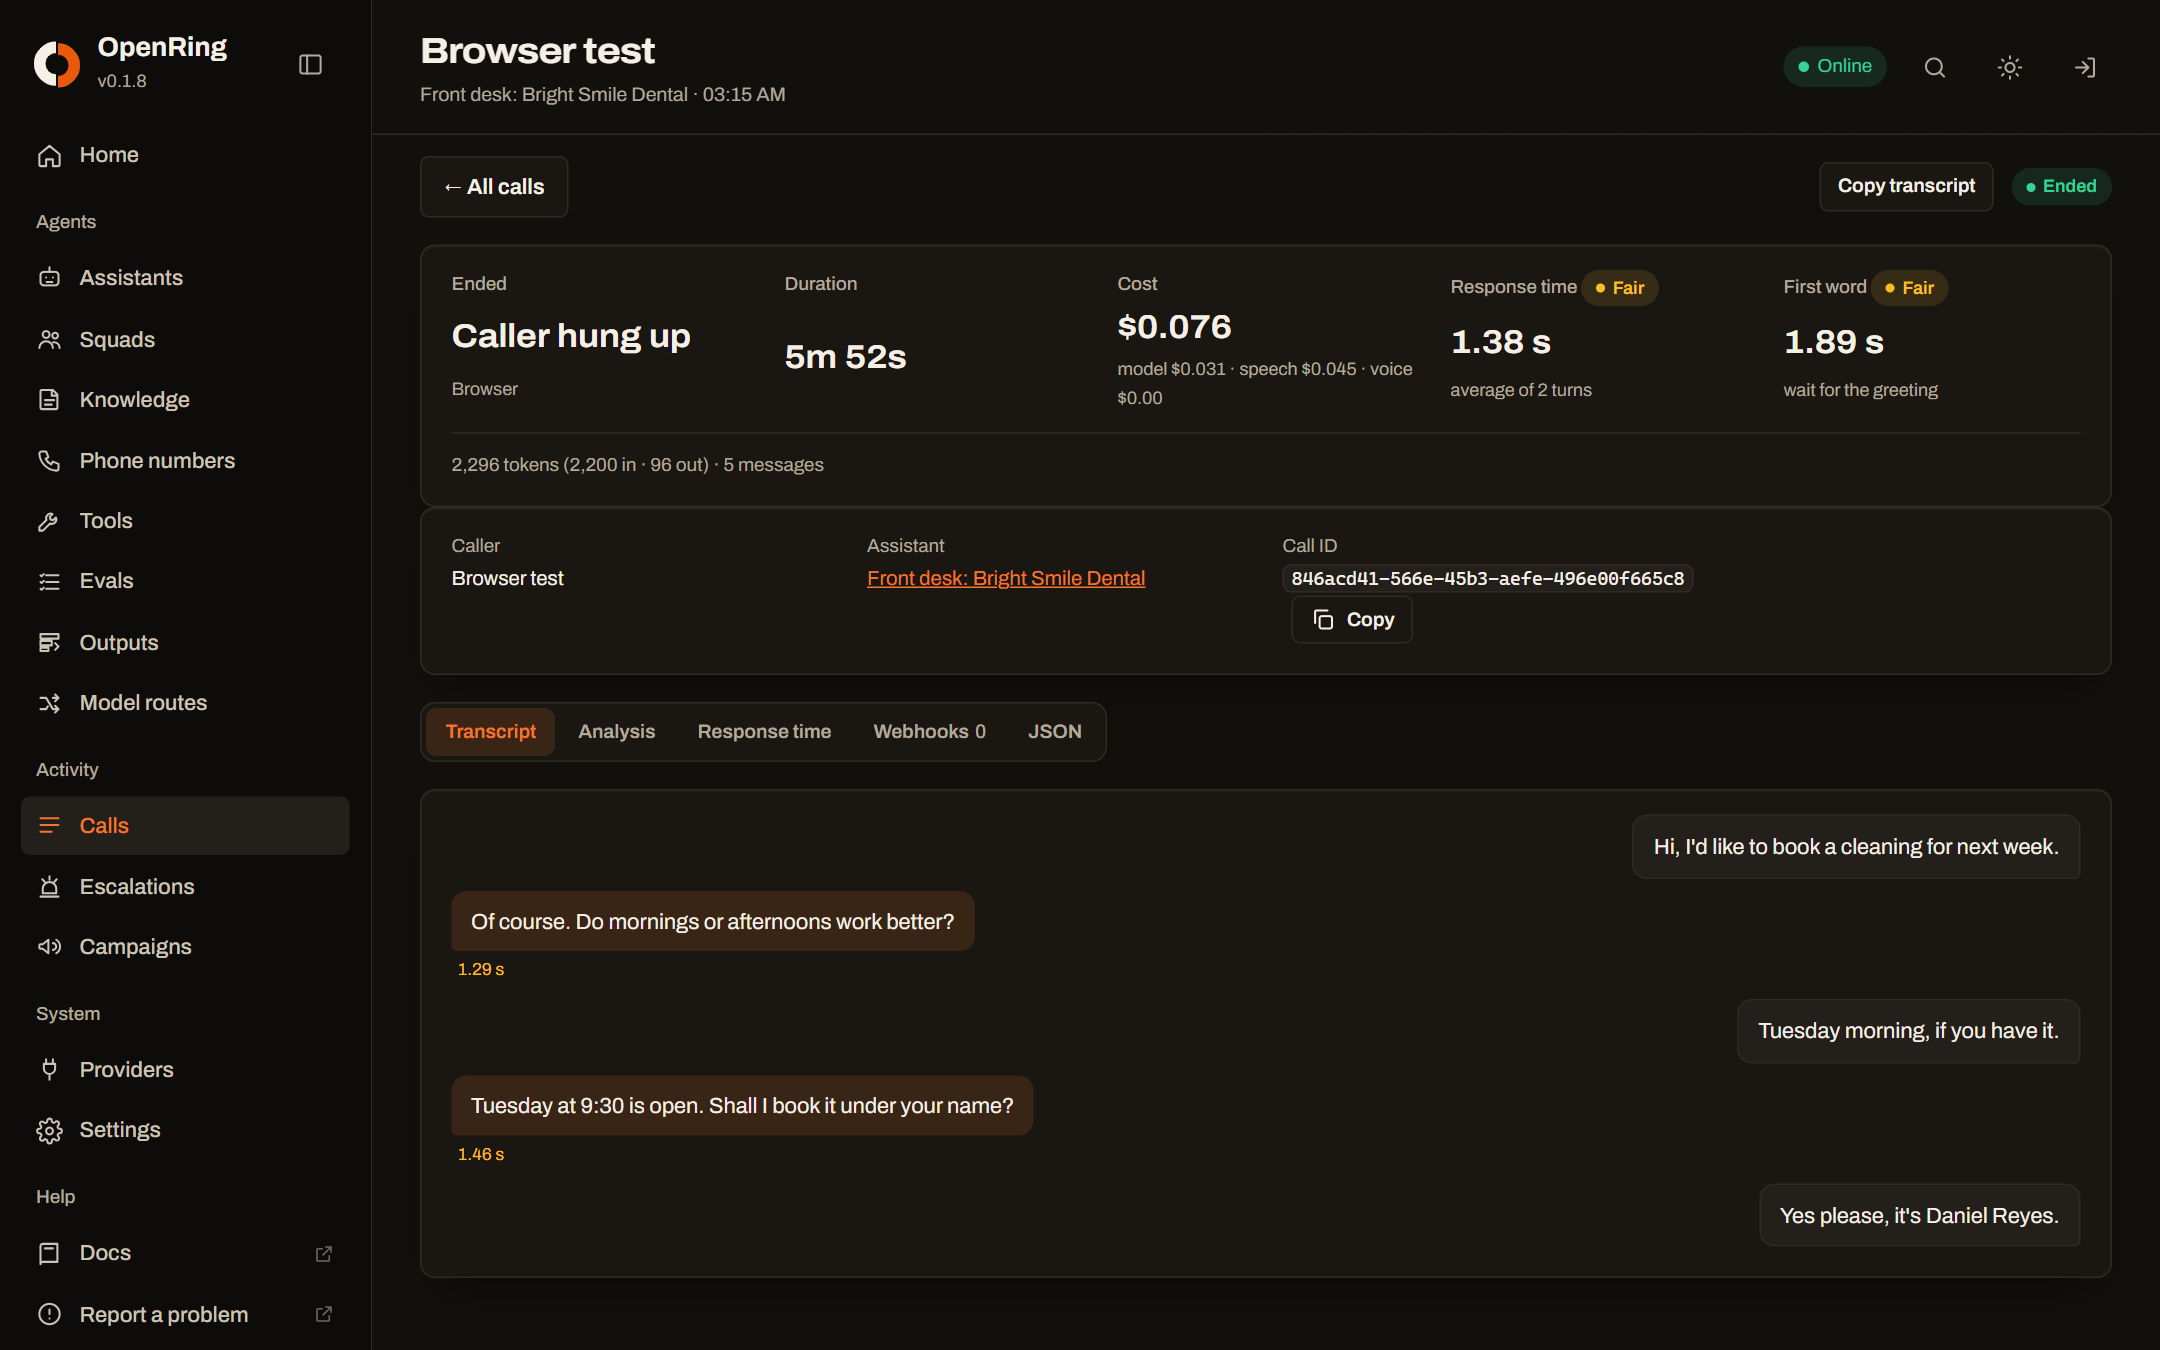 OpenRing
v0.1.8
Home
Agents
Assistants
Squads
Knowledge
Phone numbers
Tools
Evals
Outputs
Model routes
Activity
Calls
Escalations
Campaigns
System
Providers
Settings
Help
Docs
Report a problem
Browser test
Front desk: Bright Smile Dental · 03:15 AM
Online
← All calls
Copy transcript
Ended
Ended
Caller hung up
Browser
Duration
5m 52s
Cost
$0.076
model $0.031 · speech $0.045 · voice
$0.00
Response time Fair
1.38 s
average of 2 turns
First word Fair
1.89 s
wait for the greeting
2,296 tokens (2,200 in · 96 out) · 5 messages
Caller
Browser test
Assistant
Front desk: Bright Smile Dental
Call ID
846acd41-566e-45b3-aefe-496e00f665c8
Copy
Transcript
Analysis
Response time
Webhooks 0
JSON
Hi, I'd like to book a cleaning for next week.
Of course. Do mornings or afternoons work better?
1.29 s
Tuesday morning, if you have it.
Tuesday at 9:30 is open. Shall I book it under your name?
1.46 s
Yes please, it's Daniel Reyes.